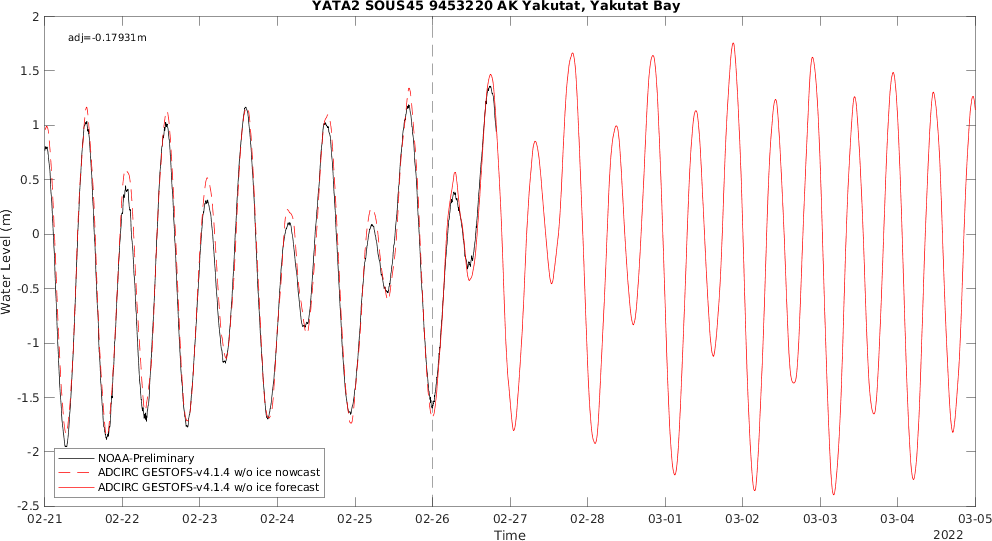 YATA2 SOUS45 9453220 AK Yakutat, Yakutat Bay
adj=-0.17931m
2
1.5
1
0.5
0
-0.5
-1
-1.5
-2
-2.5
Water Level (m)
NOAA-Preliminary
ADCIRC GESTOFS-v4.1.4 w/o ice nowcast
ADCIRC GESTOFS-v4.1.4 w/o ice forecast
02-21 02-22 02-23 02-24 02-25 02-26 02-27 02-28 03-01 03-02 03-03 03-04 03-05
Time
2022